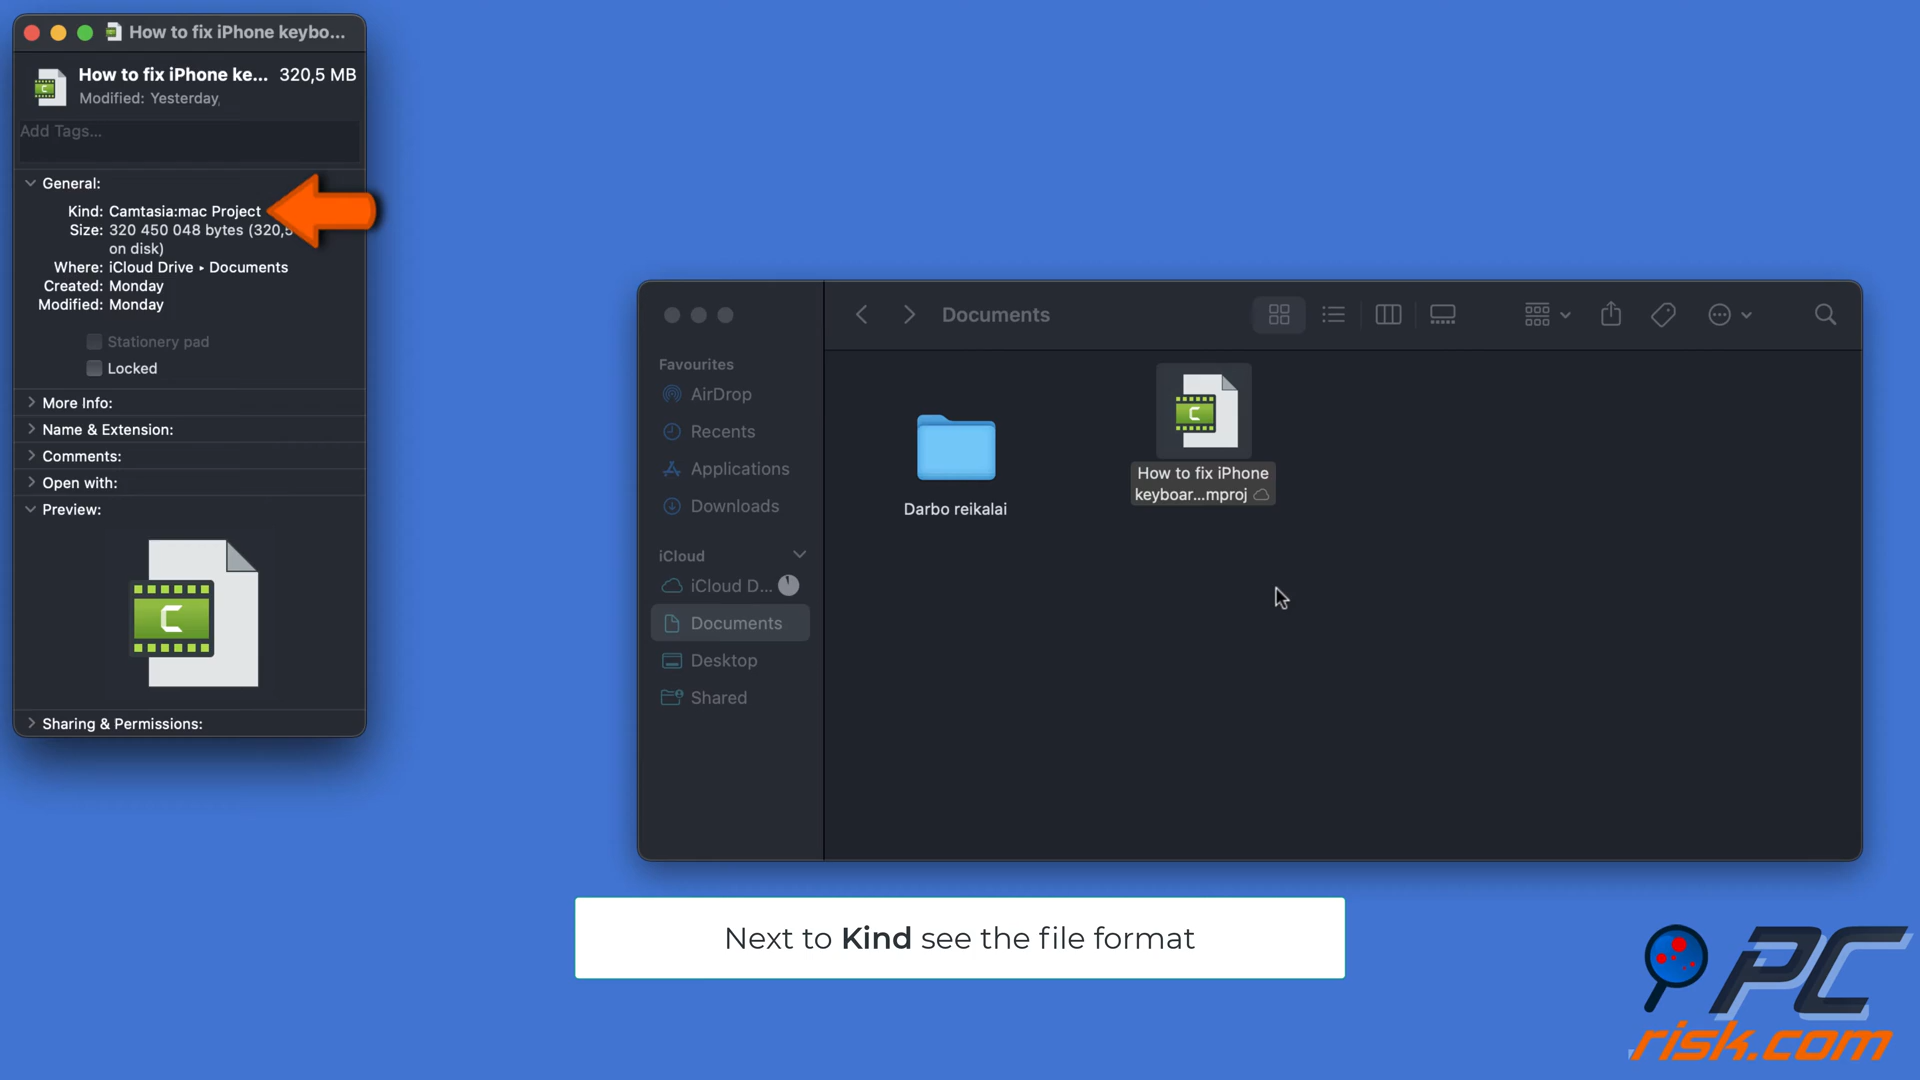 How to fix iPhone keybo...
How to fix iPhone ke... 320,5 MB
Modified: Yesterday,
Add Tags...
General:
Kind: Camtasia:mac Project
Size: 320 450 048 bytes (320,5
on disk)
Where: iCloud Drive ▸ Documents
Created: Monday
Modified: Monday
Stationery pad
Locked
More Info:
Name & Extension:
Comments:
Open with:
Preview:
C
Sharing & Permissions:
Documents
Favourites
AirDrop
Recents
Applications
Downloads
iCloud
iCloud D...
Documents
Desktop
Shared
Darbo reikalai
C
How to fix iPhone
keyboar...mproj
Next to Kind see the file format
PC
risk.com